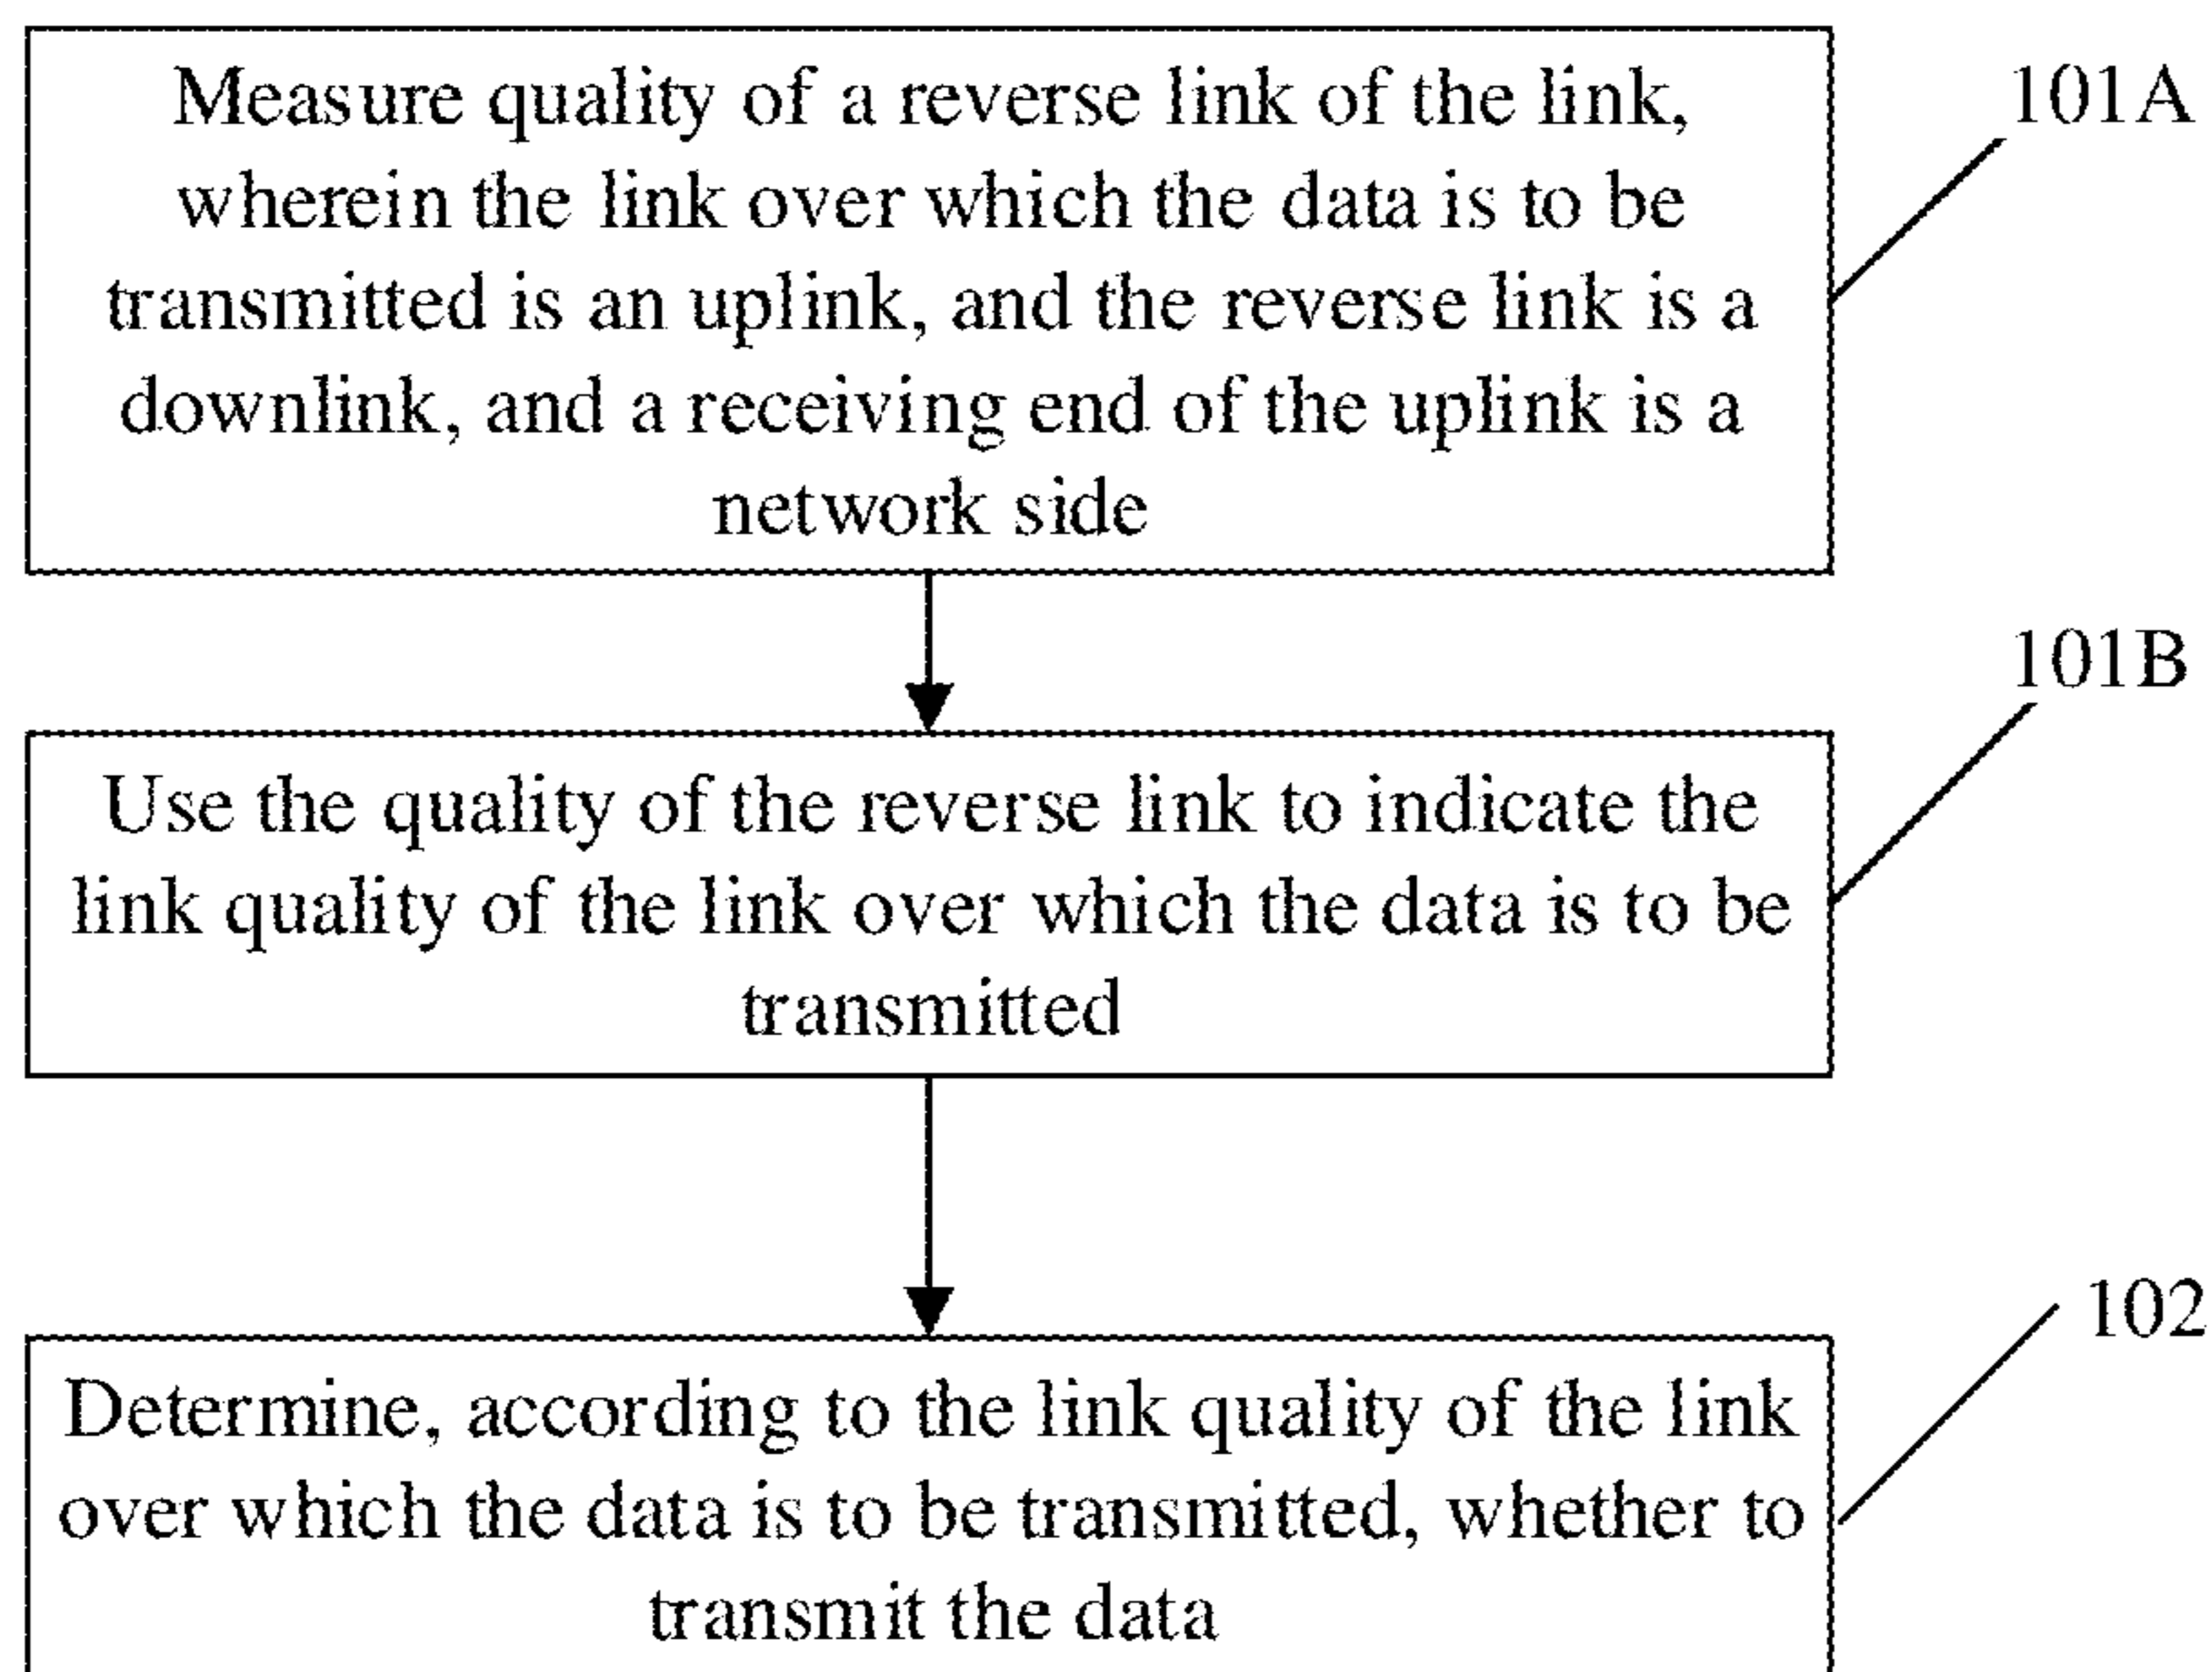 Measure quality of a reverse link of the link,
wherein the link over which the data is to be
transmitted is an uplink, and the reverse link is a
downlink, and a receiving end of the uplink is a
network side
101A
101B
Use the quality of the reverse link to indicate the
link quality of the link over which the data is to be
transmitted
102
Determine, according to the link quality of the link
over which the data is to be transmitted, whether to
transmit the data